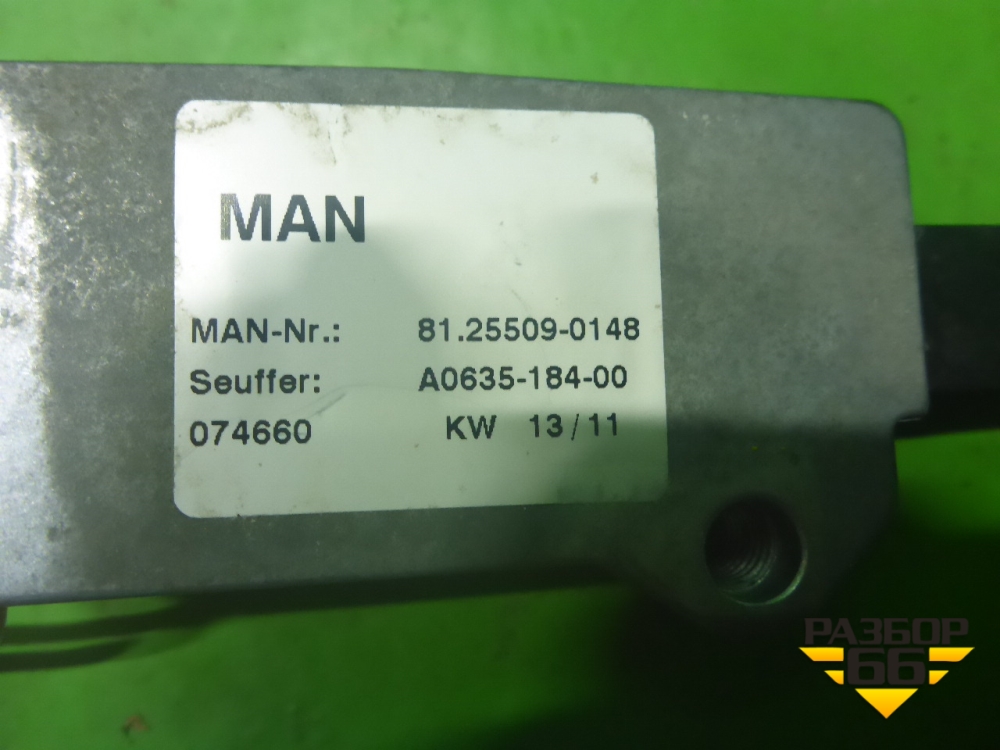 MAN
MAN-Nr.: 81.25509-0148
Seuffer: A0635-184-00
074660 KW 13/11
РАЗБОР
66